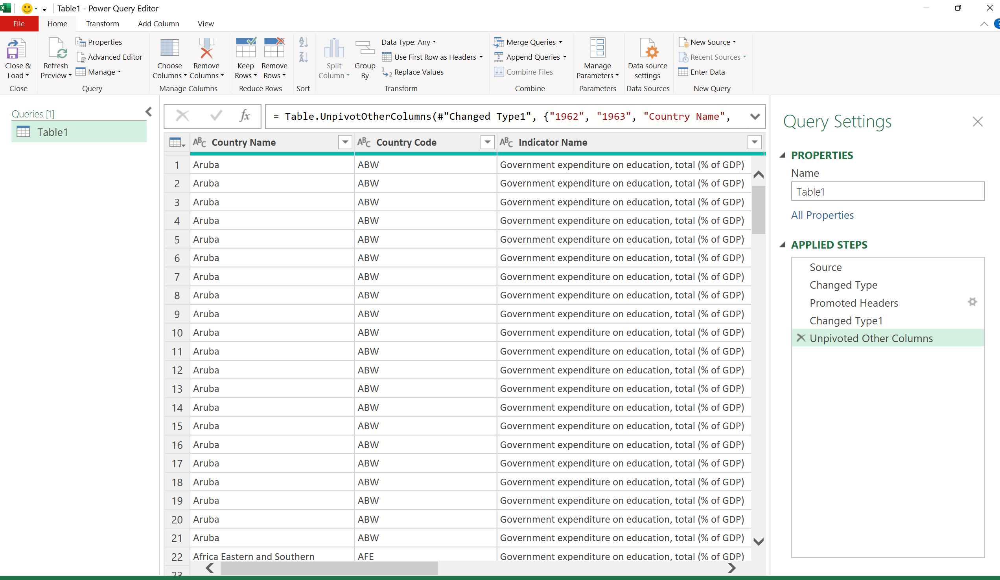 Table1 - Power Query Editor
File Home Transform Add Column View
Close & Load
Close
Refresh Preview
Properties
Advanced Editor
Manage
Query
Choose Columns
Remove Columns
Manage Columns
Keep Rows
Remove Rows
Reduce Rows
Sort
Split Column
Group By
Data Type: Any
Use First Row as Headers
Replace Values
Transform
Merge Queries
Append Queries
Combine Files
Combine
Manage Parameters
Parameters
Data source settings
Data Sources
New Source
Recent Sources
Enter Data
New Query
Queries [1]
Table1
fx
= Table.UnpivotOtherColumns(#"Changed Type1", {"1962", "1963", "Country Name",
ABC Country Name ABC Country Code ABC Indicator Name
1 Aruba ABW Government expenditure on education, total (% of GDP)
2 Aruba ABW Government expenditure on education, total (% of GDP)
3 Aruba ABW Government expenditure on education, total (% of GDP)
4 Aruba ABW Government expenditure on education, total (% of GDP)
5 Aruba ABW Government expenditure on education, total (% of GDP)
6 Aruba ABW Government expenditure on education, total (% of GDP)
7 Aruba ABW Government expenditure on education, total (% of GDP)
8 Aruba ABW Government expenditure on education, total (% of GDP)
9 Aruba ABW Government expenditure on education, total (% of GDP)
10 Aruba ABW Government expenditure on education, total (% of GDP)
11 Aruba ABW Government expenditure on education, total (% of GDP)
12 Aruba ABW Government expenditure on education, total (% of GDP)
13 Aruba ABW Government expenditure on education, total (% of GDP)
14 Aruba ABW Government expenditure on education, total (% of GDP)
15 Aruba ABW Government expenditure on education, total (% of GDP)
16 Aruba ABW Government expenditure on education, total (% of GDP)
17 Aruba ABW Government expenditure on education, total (% of GDP)
18 Aruba ABW Government expenditure on education, total (% of GDP)
19 Aruba ABW Government expenditure on education, total (% of GDP)
20 Aruba ABW Government expenditure on education, total (% of GDP)
21 Aruba ABW Government expenditure on education, total (% of GDP)
22 Africa Eastern and Southern AFE Government expenditure on education, total (% of GDP)
23
Query Settings
PROPERTIES
Name
Table1
All Properties
APPLIED STEPS
Source
Changed Type
Promoted Headers
Changed Type1
Unpivoted Other Columns